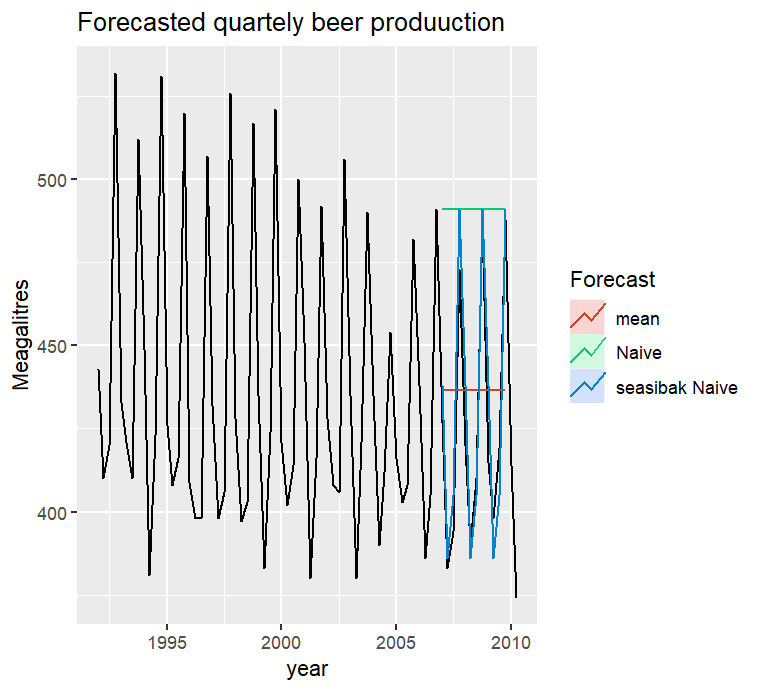 Forecasted quartely beer produuction
Meagalitres
500
450
400
1995 2000 2005 2010
year
Forecast
mean
Naive
seasibak Naive